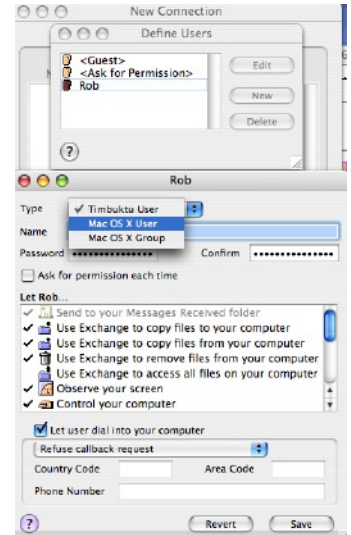 New Connection
Define Users
<Guest>
<Ask for Permission>
Rob
Edit
New
Delete
?
Rob
Type
✓ Timbuktu User
Mac OS X User
Mac OS X Group
Name
Password ••••••••••••••• Confirm •••••••••••••••
Ask for permission each time
Let Rob...
✓ Send to your Messages Received folder
✓ Use Exchange to copy files to your computer
✓ Use Exchange to copy files from your computer
✓ Use Exchange to remove files from your computer
Use Exchange to access all files on your computer
✓ Observe your screen
✓ Control your computer
Let user dial into your computer
Refuse callback request
Country Code Area Code
Phone Number
? Revert Save